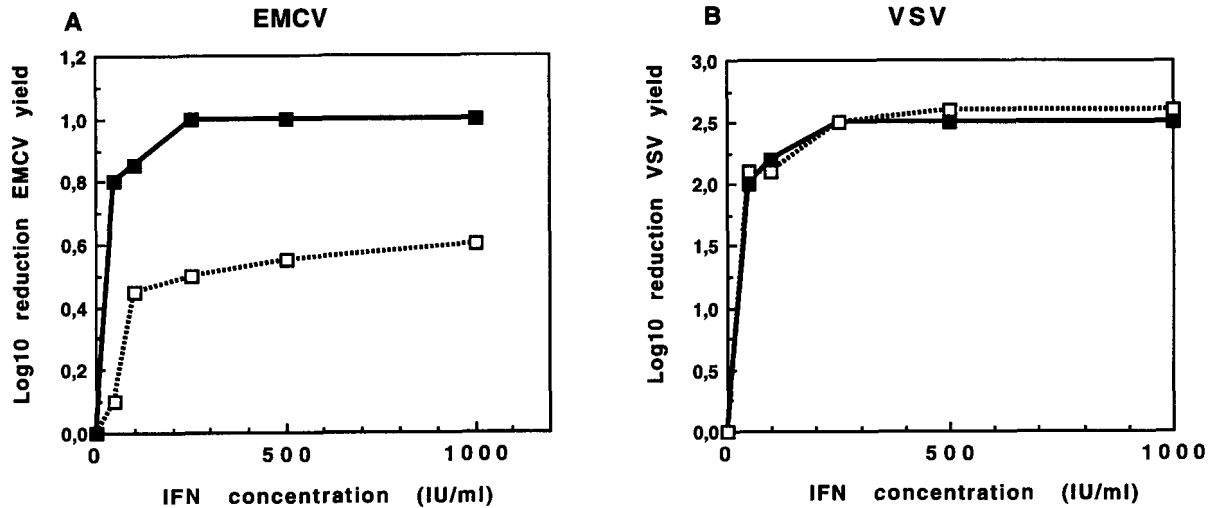 A EMCV
Log10 reduction EMCV yield
1,2
1,0
0,8
0,6
0,4
0,2
0,0
0 500 1000
IFN concentration (IU/ml)
B VSV
Log10 reduction VSV yield
3,0
2,5
2,0
1,5
1,0
0,5
0,0
0 500 1000
IFN concentration (IU/ml)